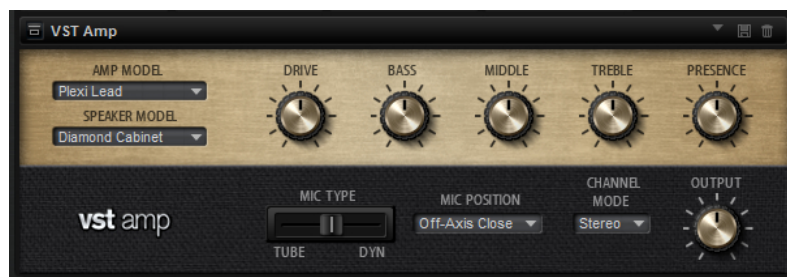 VST Amp
AMP MODEL
Plexi Lead
SPEAKER MODEL
Diamond Cabinet
DRIVE
BASS
MIDDLE
TREBLE
PRESENCE
vst amp
MIC TYPE
TUBE DYN
MIC POSITION
Off-Axis Close
CHANNEL
MODE
Stereo
OUTPUT